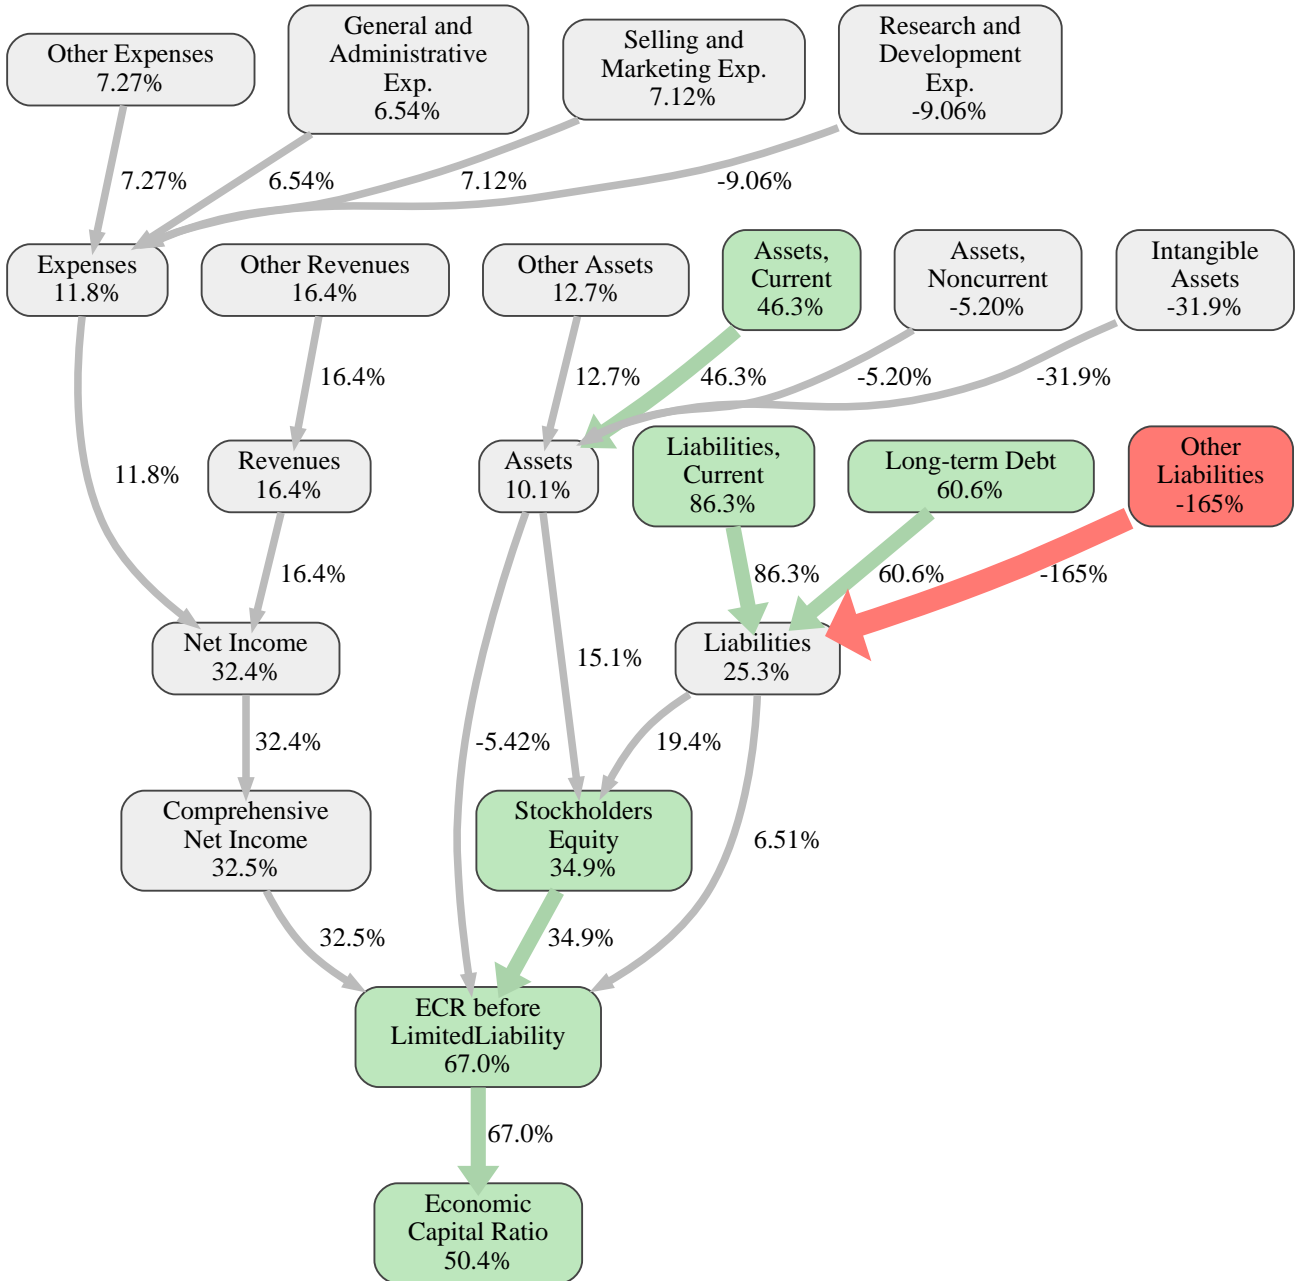 Other Expenses
7.27%
General and
Administrative
Exp.
6.54%
Selling and
Marketing Exp.
7.12%
Research and
Development
Exp.
-9.06%
7.27%
6.54%
7.12%
-9.06%
Expenses
11.8%
Other Revenues
16.4%
Other Assets
12.7%
Assets,
Current
46.3%
Assets,
Noncurrent
-5.20%
Intangible
Assets
-31.9%
16.4%
12.7%
46.3%
-5.20%
-31.9%
11.8%
Revenues
16.4%
Assets
10.1%
Liabilities,
Current
86.3%
Long-term Debt
60.6%
Other
Liabilities
-165%
16.4%
86.3%
60.6%
-165%
Net Income
32.4%
15.1%
Liabilities
25.3%
32.4%
-5.42%
19.4%
Comprehensive
Net Income
32.5%
Stockholders
Equity
34.9%
6.51%
32.5%
34.9%
ECR before
LimitedLiability
67.0%
67.0%
Economic
Capital Ratio
50.4%